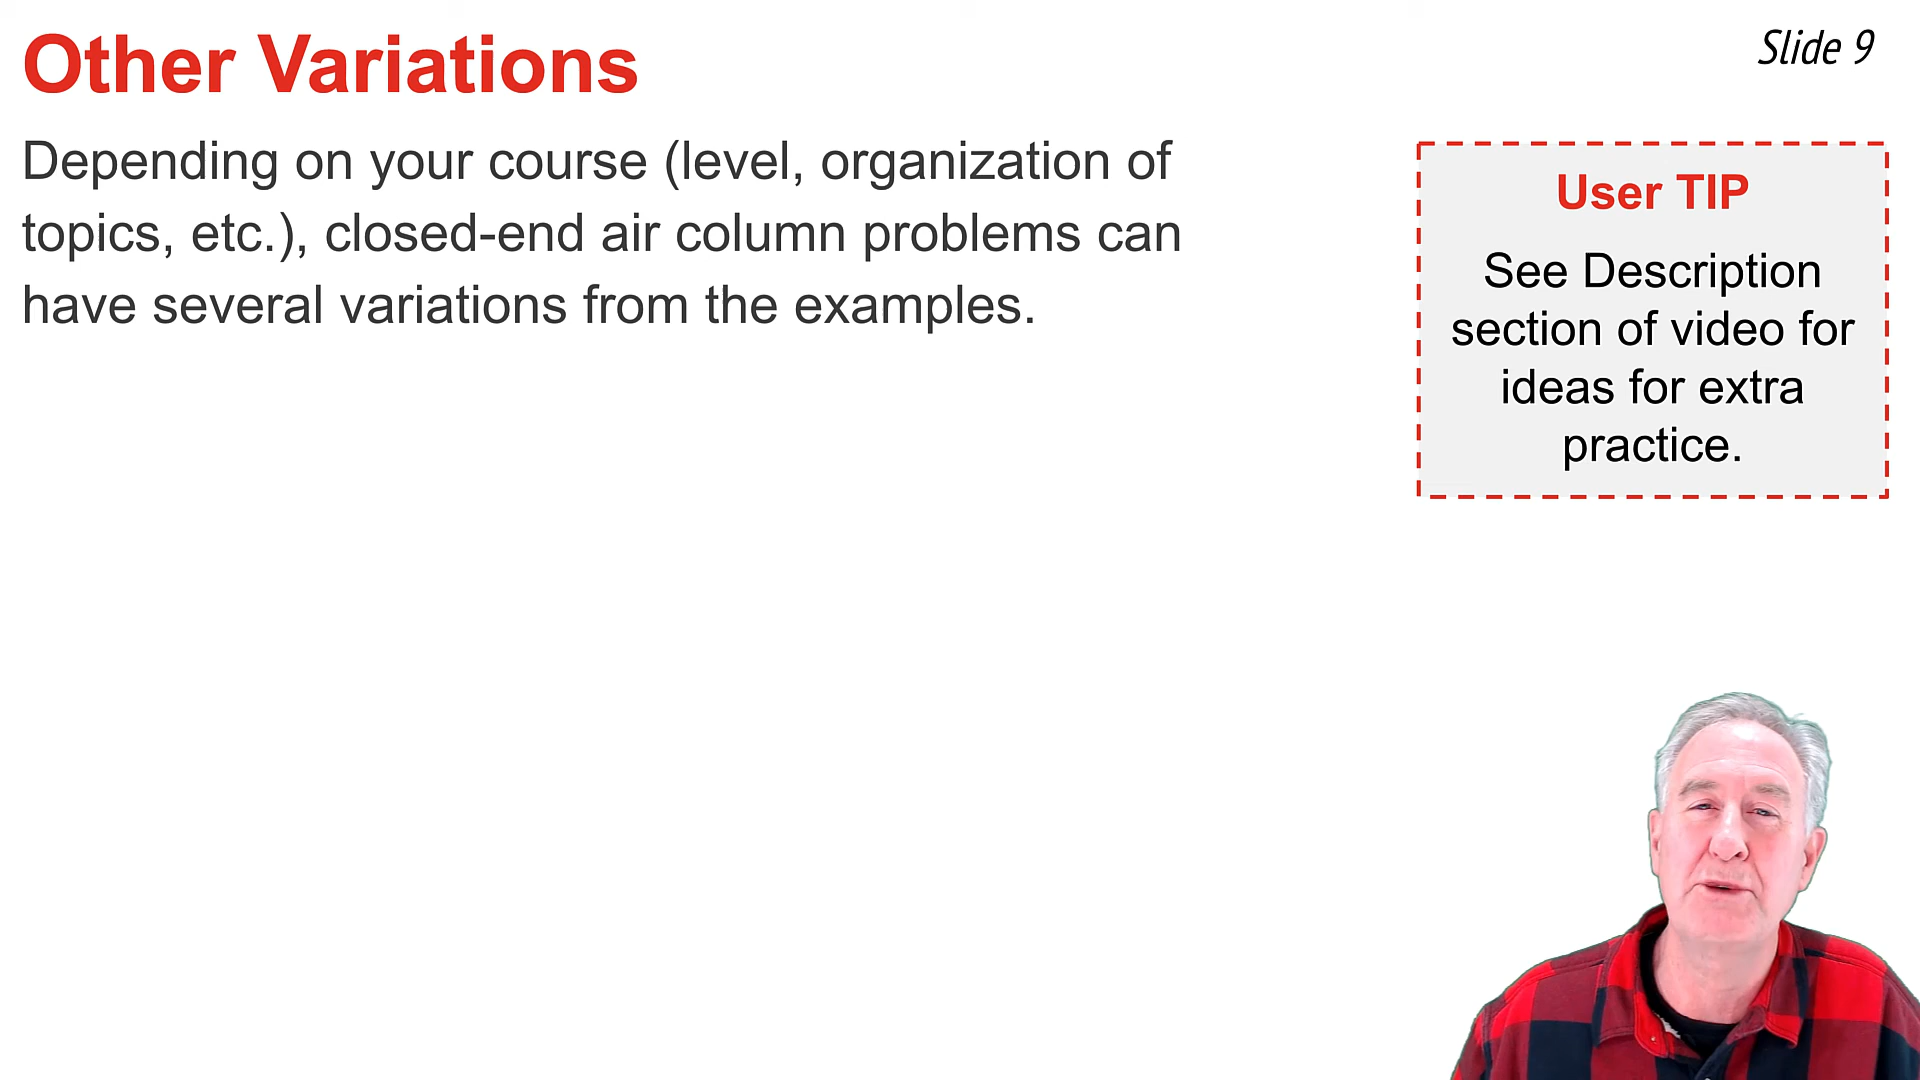 Other Variations
Slide 9
Depending on your course (level, organization of
topics, etc.), closed-end air column problems can
have several variations from the examples.
User TIP
See Description
section of video for
ideas for extra
practice.